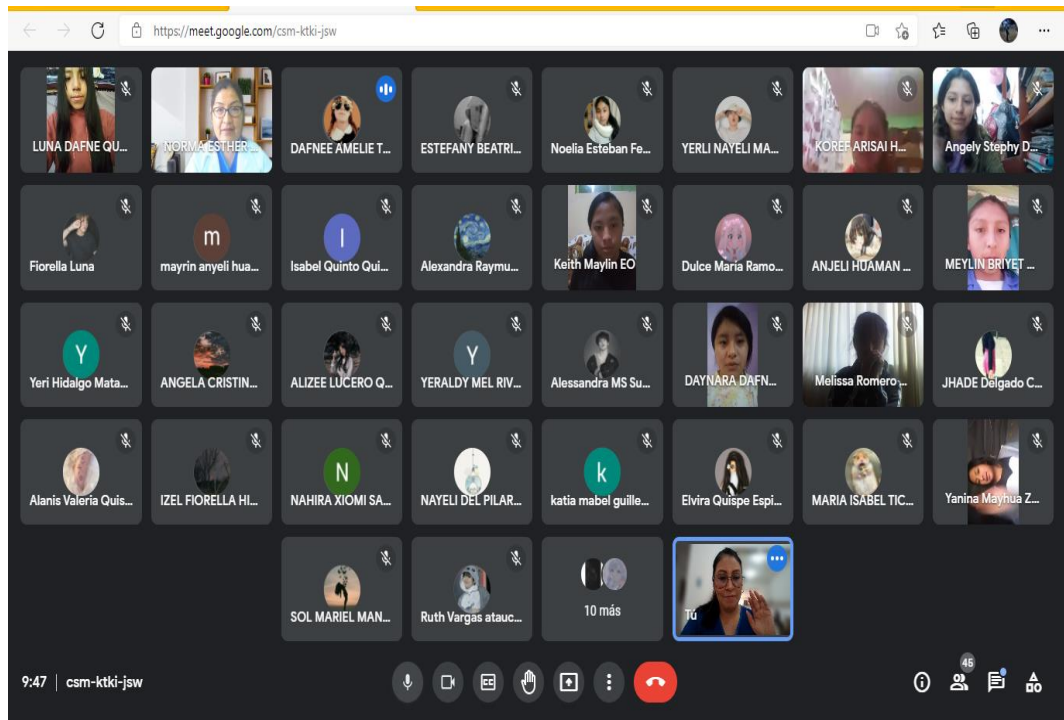 https://meet.google.com/csm-ktki-jsw
LUNA DAFNE QU...
NORMA ESTHER ...
DAFNEE AMELIE T...
ESTEFANY BEATRI...
Noelia Esteban Fe...
YERLI NAYELI MA...
KOREF ARISAI H...
Angely Stephy D...
Fiorella Luna
m
mayrin anyeli hua...
I
Isabel Quinto Qui...
Alexandra Raymu...
Keith Maylin EO
Dulce Maria Ramo...
ANJELI HUAMAN ...
MEYLIN BRIYET ...
Y
Yeri Hidalgo Mata...
ANGELA CRISTIN...
ALIZEE LUCERO Q...
Y
YERALDY MEL RIV...
Alessandra MS Su...
DAYNARA DAFN...
Melissa Romero ...
JHADE Delgado C...
Alanis Valeria Quis...
IZEL FIORELLA HI...
N
NAHIRA XIOMI SA...
NAYELI DEL PILAR...
k
katia mabel guille...
Elvira Quispe Espi...
MARIA ISABEL TIC...
Yanina Mayhua Z...
SOL MARIEL MAN...
Ruth Vargas atauc...
10 más
Tú
9:47 | csm-ktki-jsw
CC
45